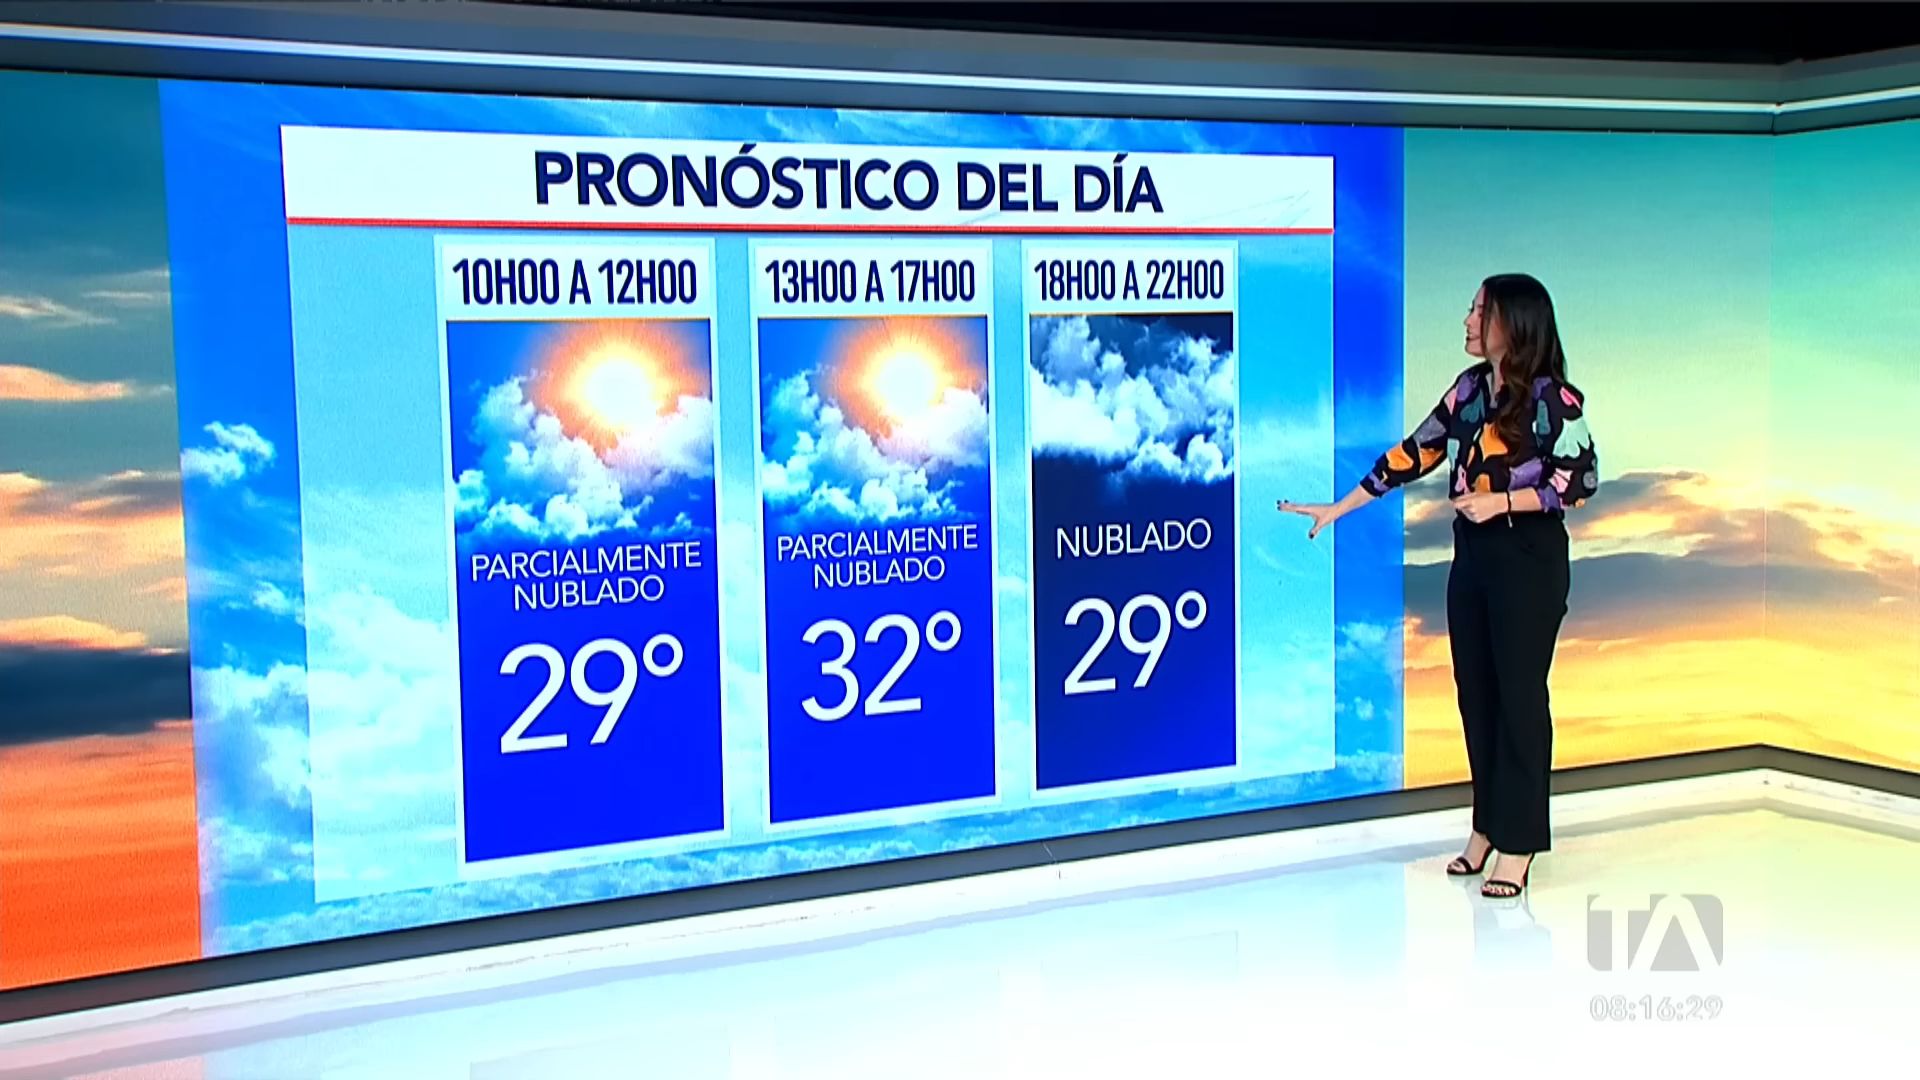 PRONÓSTICO DEL DÍA
10H00 A 12H00
PARCIALMENTE
NUBLADO
29°
13H00 A 17H00
PARCIALMENTE
NUBLADO
32°
18H00 A 22H00
NUBLADO
29°
TA
08:16:29